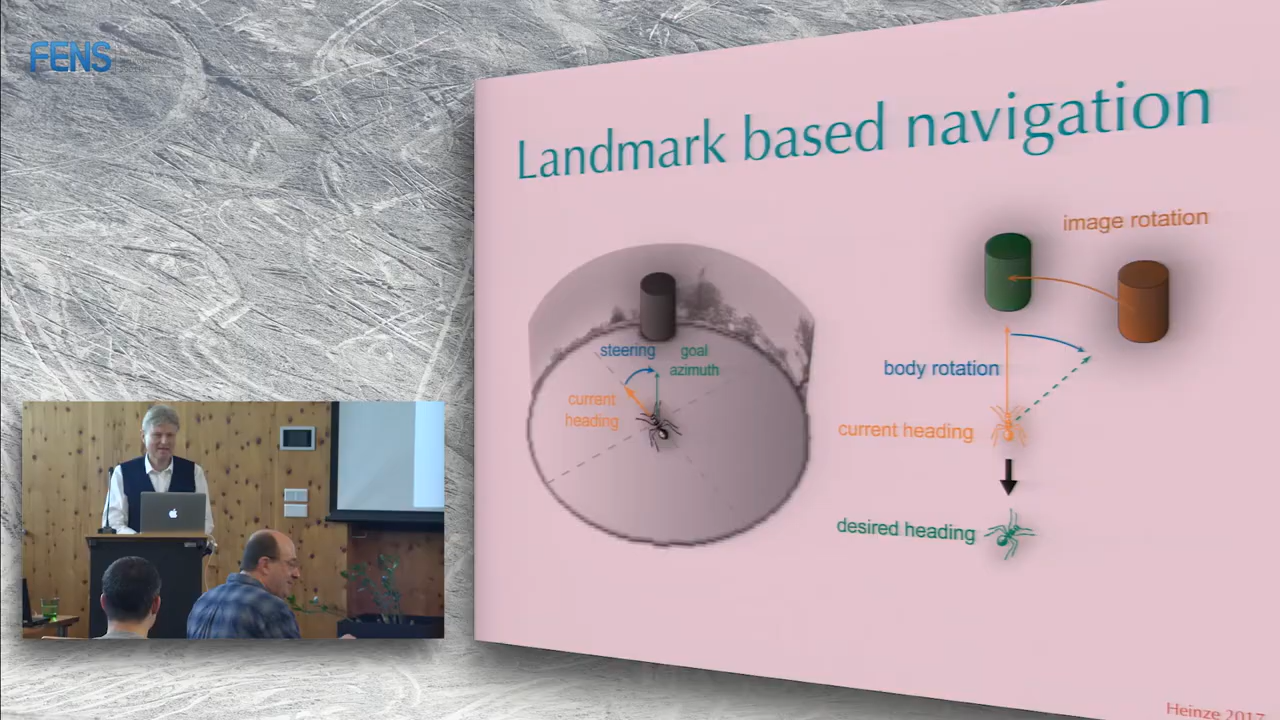 FENS
Landmark based navigation
image rotation
steering
goal
azimuth
current
heading
body rotation
current heading
desired heading
Heinze 2017